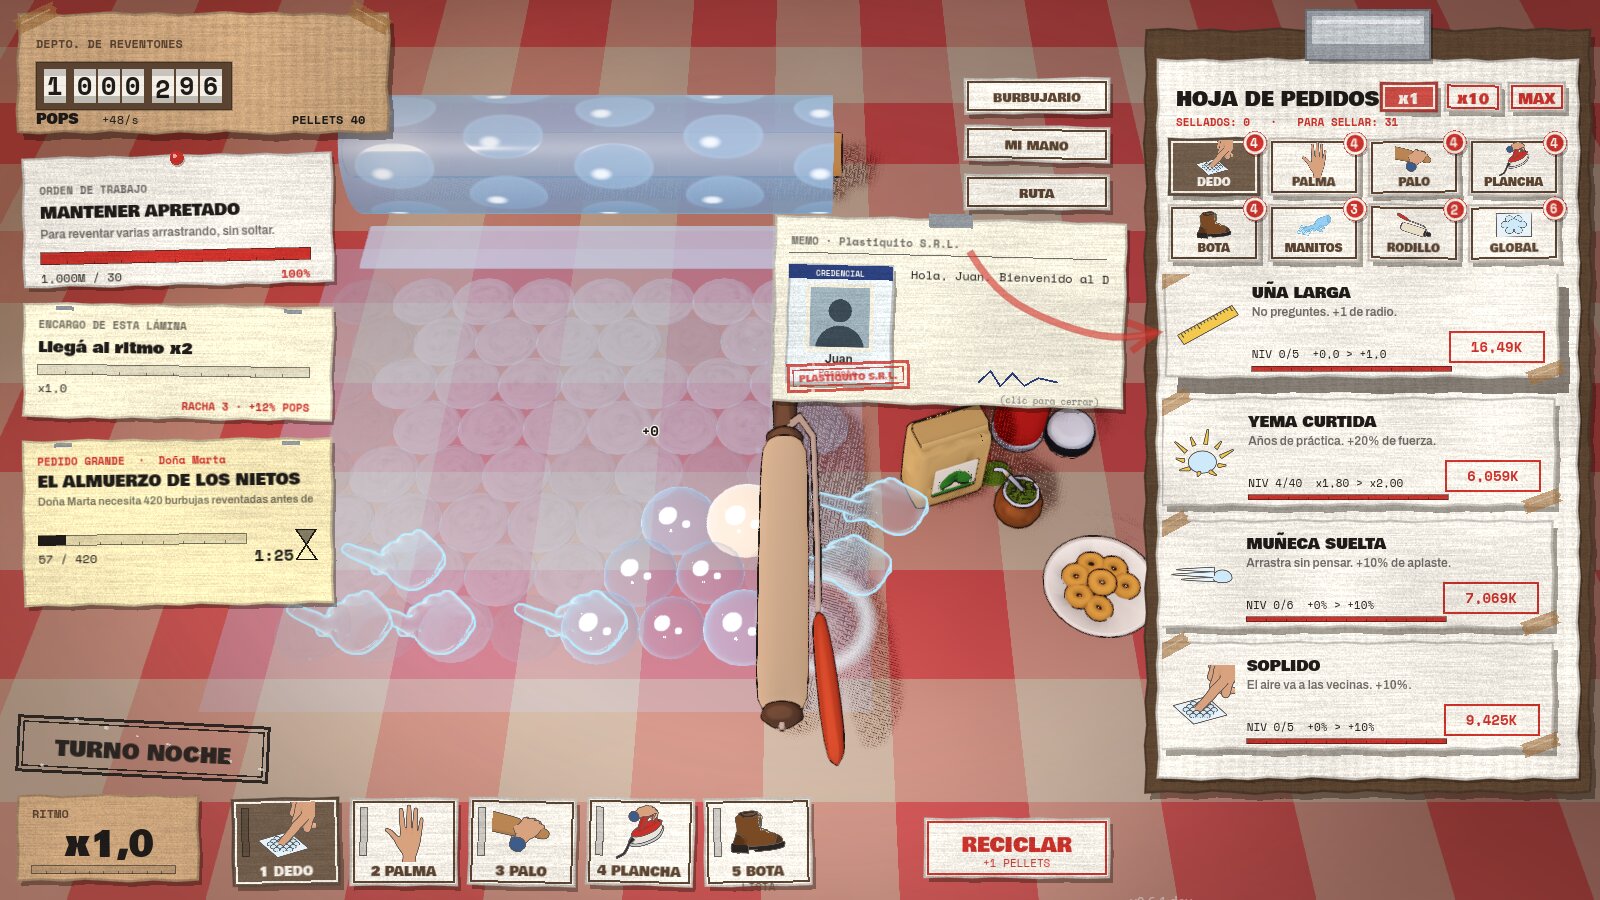 DEPTO. DE REVENTONES
1 000 296
POPS +48/s PELLETS 40
ORDEN DE TRABAJO
MANTENER APRETADO
Para reventar varias arrastrando, sin soltar.
1,000M / 30 100%
ENCARGO DE ESTA LÁMINA
Llegá al ritmo x2
x1,0
RACHA 3 · +12% POPS
PEDIDO GRANDE · Doña Marta
EL ALMUERZO DE LOS NIETOS
Doña Marta necesita 420 burbujas reventadas antes de
57 / 420 1:25
TURNO NOCHE
RITMO
x1,0
1 DEDO
2 PALMA
3 PALO
4 PLANCHA
5 BOTA
LISTA
RECICLAR
+1 PELLETS
+0
BURBUJARIO
MI MANO
RUTA
MEMO · Plastiquito S.R.L.
CREDENCIAL
Juan
PLASTIQUITO S.R.L.
Hola, Juan. Bienvenido al D
(clic para cerrar)
HOJA DE PEDIDOS x1 x10 MAX
SELLADOS: 0 · PARA SELLAR: 31
DEDO 4
PALMA 4
PALO 4
PLANCHA 4
BOTA 4
MANITOS 3
RODILLO 2
GLOBAL 6
UÑA LARGA
No preguntes. +1 de radio.
NIV 0/5 +0,0 > +1,0
16,49K
YEMA CURTIDA
Años de práctica. +20% de fuerza.
NIV 4/40 x1,80 > x2,00
6,059K
MUÑECA SUELTA
Arrastra sin pensar. +10% de aplaste.
NIV 0/6 +0% > +10%
7,069K
SOPLIDO
El aire va a las vecinas. +10%.
NIV 0/5 +0% > +10%
9,425K